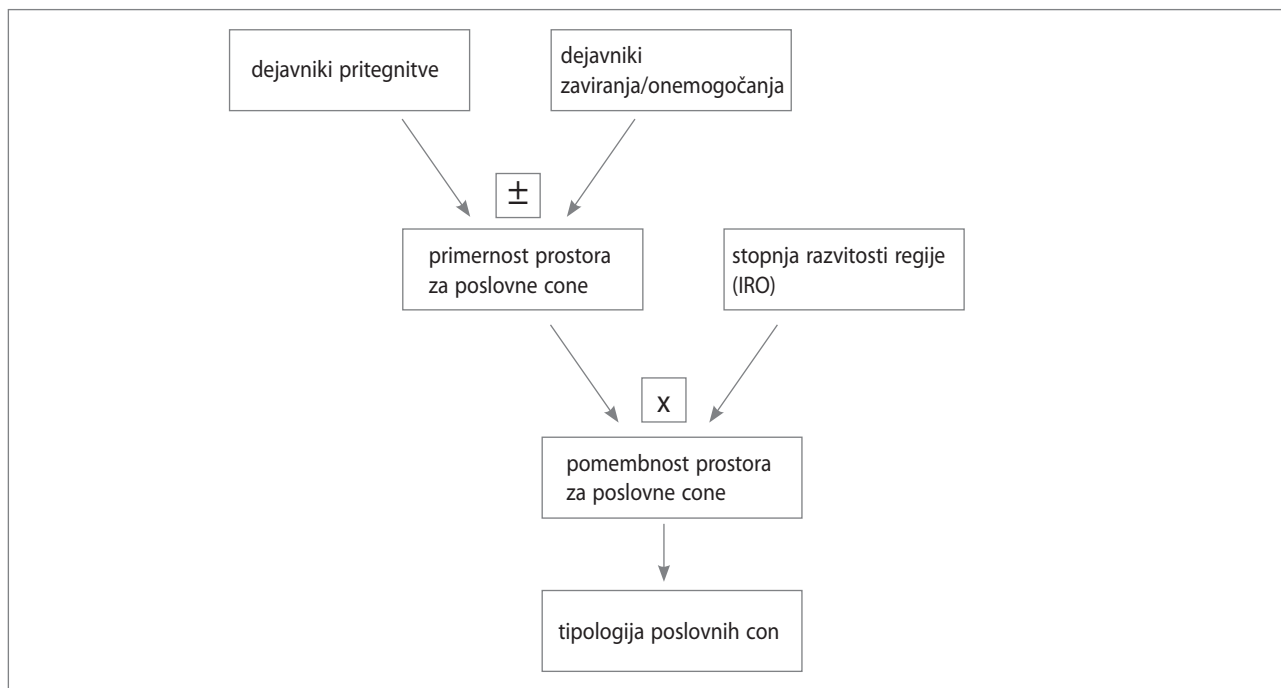 dejavniki pritegnitve
dejavniki
zaviranja/onemogočanja
±
primernost prostora
za poslovne cone
stopnja razvitosti regije
(IRO)
x
pomembnost prostora
za poslovne cone
tipologija poslovnih con